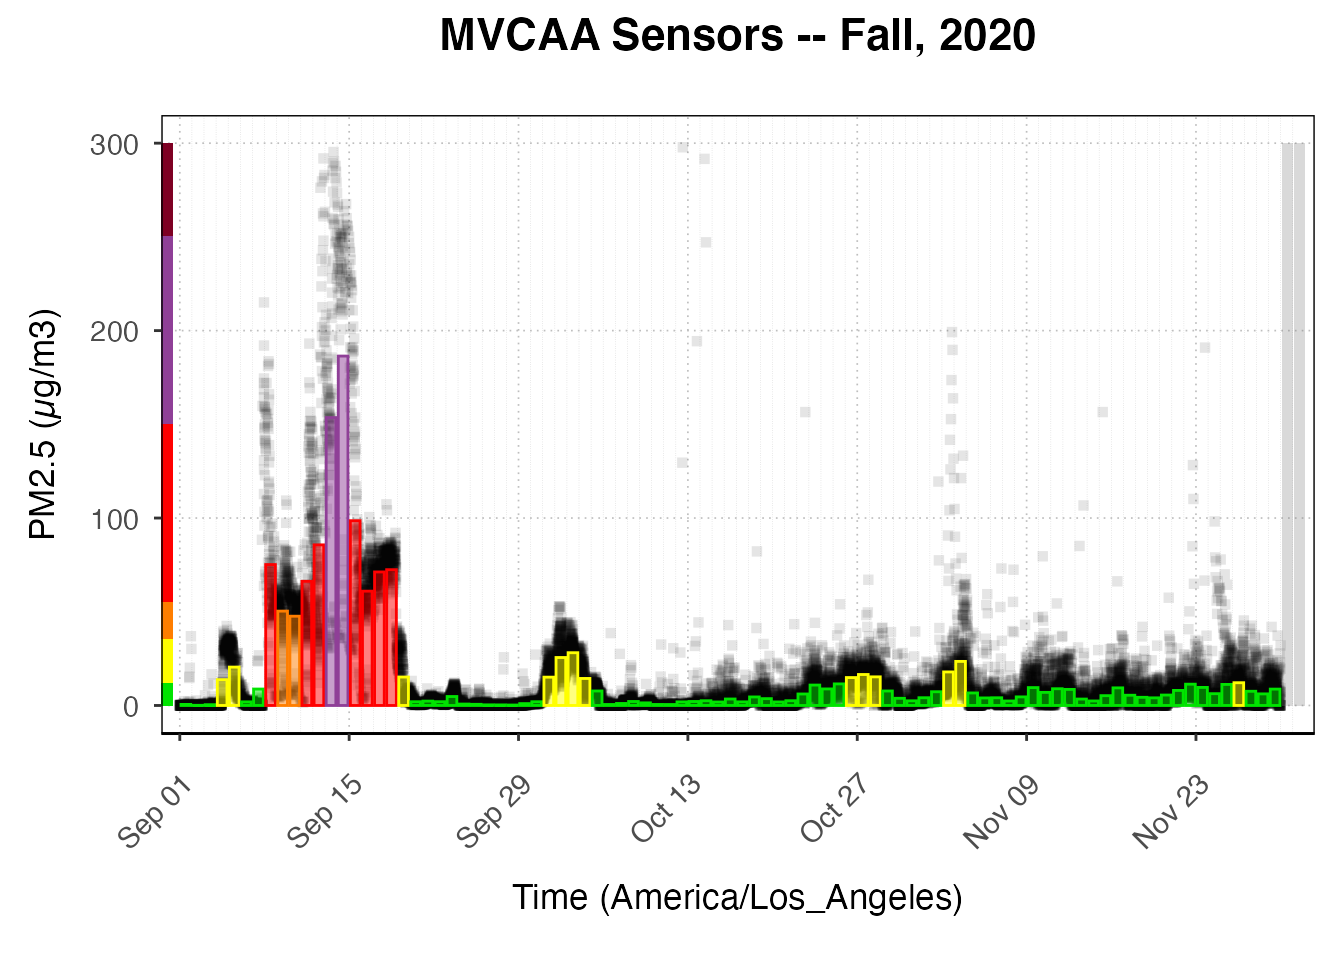 MVCAA Sensors -- Fall, 2020
300
200
100
0
PM2.5 (µg/m3)
Sep 01
Sep 15
Sep 29
Oct 13
Oct 27
Nov 09
Nov 23
Time (America/Los_Angeles)